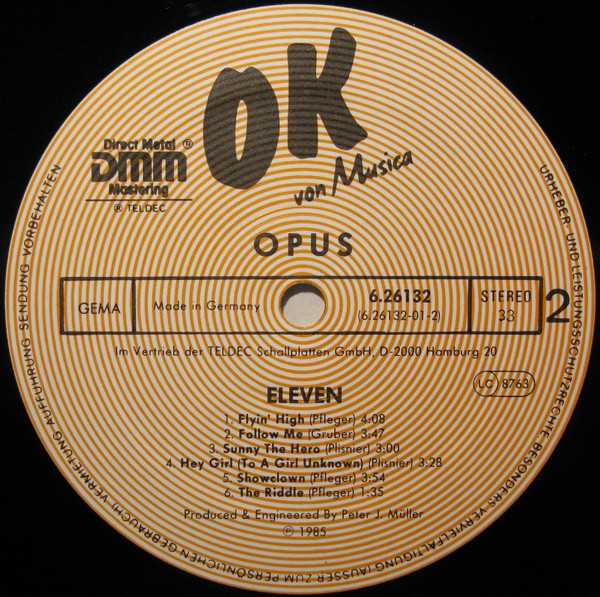 OK
von Musica
Direct Metal ®
DMM
Mastering
® TELDEC
OPUS
GEMA
Made in Germany
6.26132
(6.26132-01-2)
STEREO
33
2
Im Vertrieb der TELDEC Schallplatten GmbH, D-2000 Hamburg 20
LC 8763
ELEVEN
1. Flyin' High (Pfleger) 4:08
2. Follow Me (Gruber) 3:47
3. Sunny The Hero (Plisnier) 3:00
4. Hey Girl (To A Girl Unknown) (Plisnier) 3:28
5. Showclown (Pfleger) 3:54
6. The Riddle (Pfleger) 1:35
Produced & Engineered By Peter J. Müller
℗ 1985
URHEBER- UND LEISTUNGSSCHUTZRECHTE, BESONDERS VERVIELFÄLTIGUNG (AUSSER ZUM PERSÖNLICHEN GEBRAUCH), VERMIETUNG, AUFFÜHRUNG, SENDUNG VORBEHALTEN